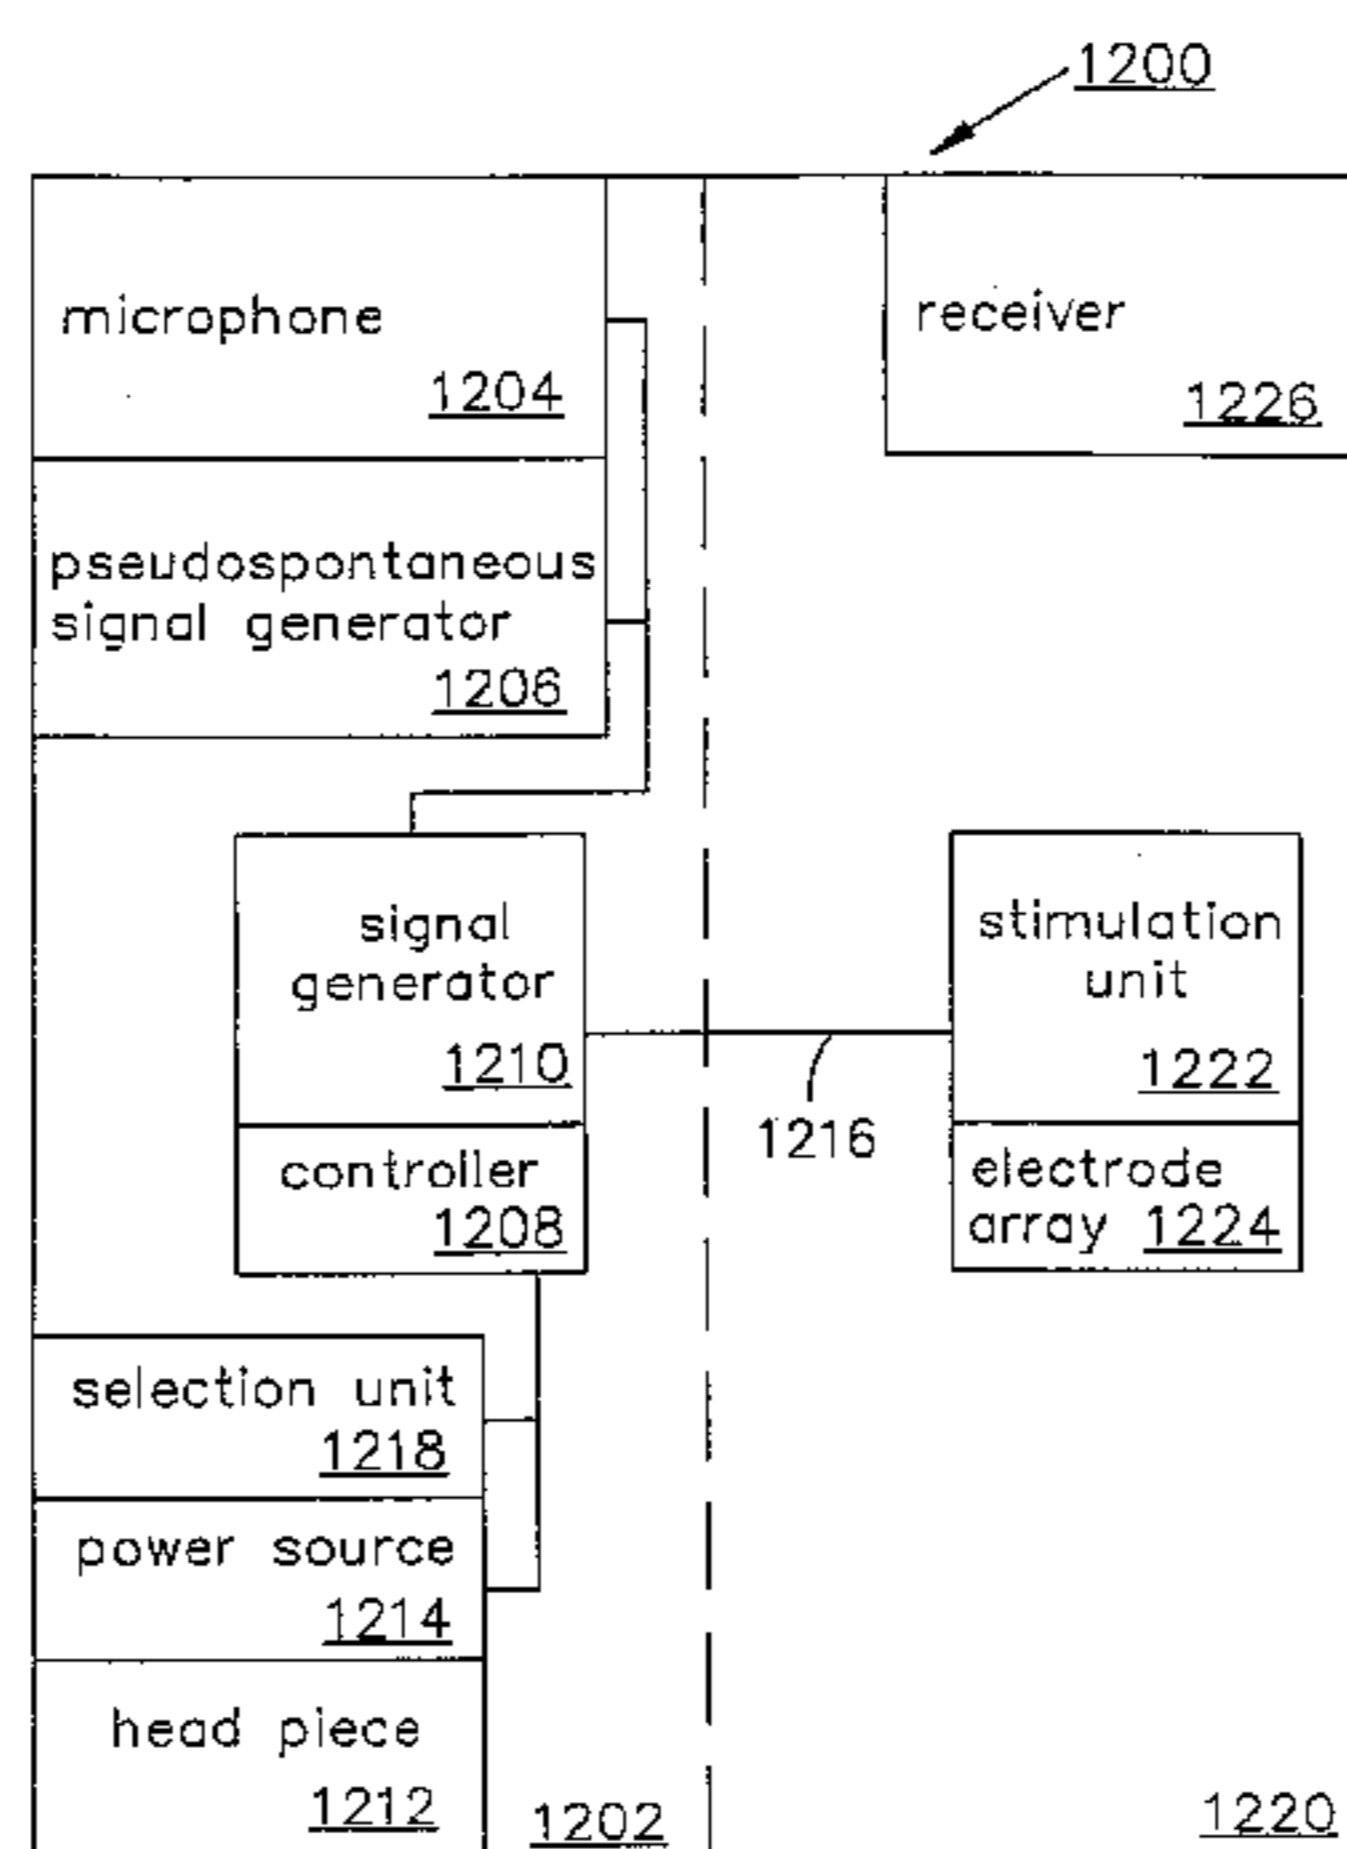 1200
microphone
1204
receiver
1226
pseudospontaneous
signal generator
1206
signal
generator
1210
stimulation
unit
1222
1216
controller
1208
electrode
array 1224
selection unit
1218
power source
1214
head piece
1212
1202
1220